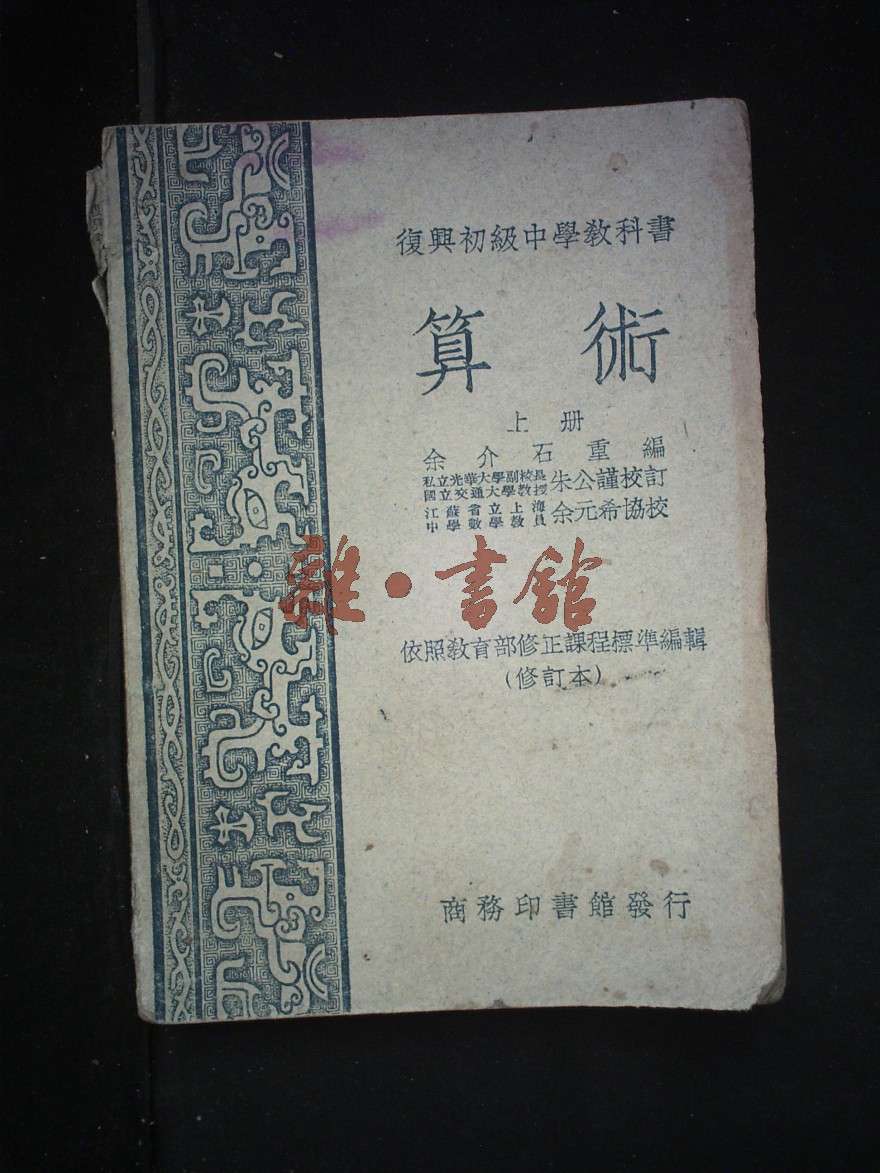 復興初級中學教科書
算術
上册
余介石重編
私立光華大學副校長
國立交通大學教授
朱公謹校訂
江蘇省立上海
中學數學教員
余元希協校
雜·書館
依照教育部修正課程標準編輯
(修訂本)
商務印書館發行